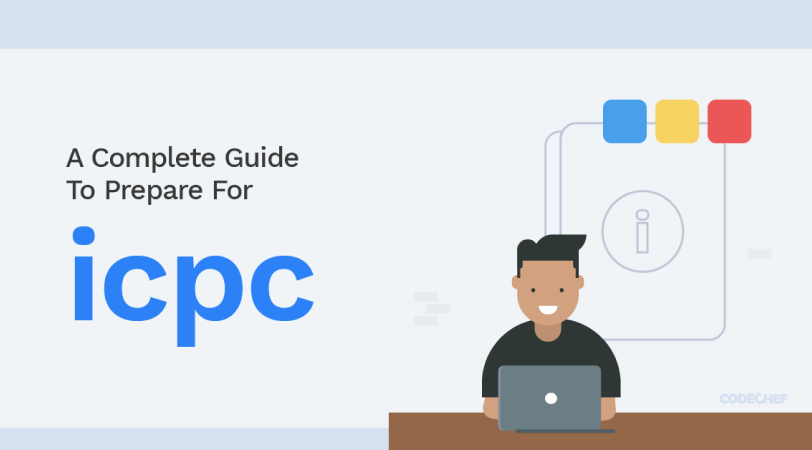 A Complete Guide
To Prepare For
icpc
i
CODECHEF